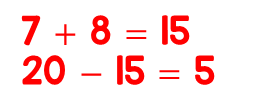 7 + 8 = 15
20 − 15 = 5